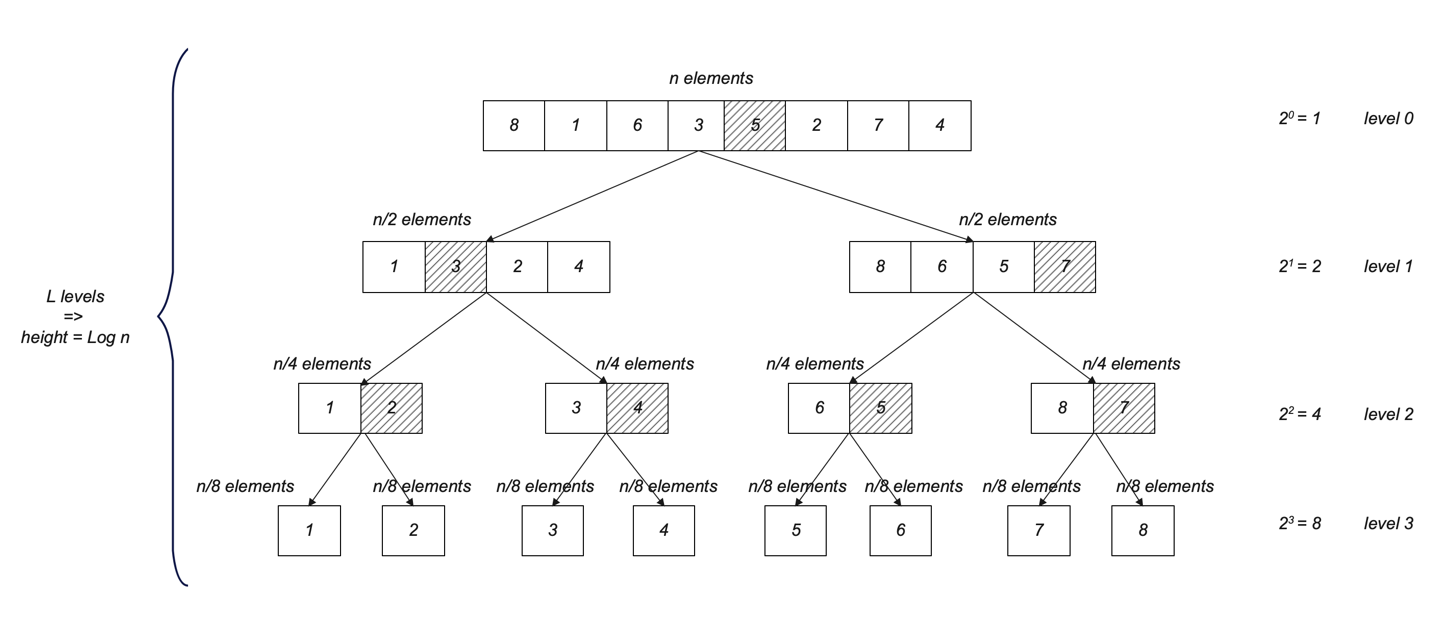 n elements
8 1 6 3 5 2 7 4
2⁰ = 1 level 0
n/2 elements n/2 elements
1 3 2 4
8 6 5 7
2¹ = 2 level 1
L levels
=>
height = Log n
n/4 elements n/4 elements n/4 elements n/4 elements
1 2
3 4
6 5
8 7
2² = 4 level 2
n/8 elements n/8 elements n/8 elements n/8 elements n/8 elements n/8 elements n/8 elements n/8 elements
1 2 3 4 5 6 7 8
2³ = 8 level 3